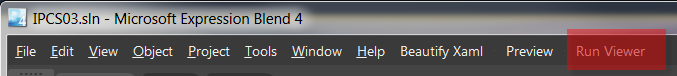 IPCS03.sln - Microsoft Expression Blend 4
File Edit View Object Project Tools Window Help Beautify Xaml Preview Run Viewer